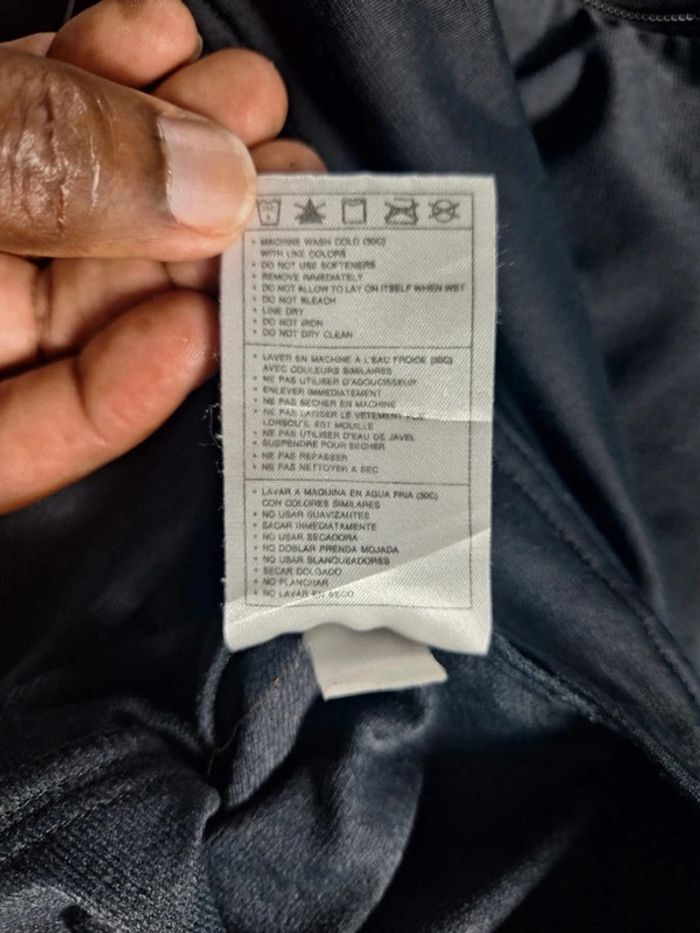 • MACHINE WASH COLD (30C)
WITH LIKE COLORS
• DO NOT USE SOFTENERS
• REMOVE IMMEDIATELY
• DO NOT ALLOW TO LAY ON ITSELF WHEN WET
• DO NOT BLEACH
• LINE DRY
• DO NOT IRON
• DO NOT DRY CLEAN
• LAVER EN MACHINE A L'EAU FROIDE (30C)
AVEC COULEURS SIMILAIRES
• NE PAS UTILISER D'ADOUCISSEUR
• ENLEVER IMMEDIATEMENT
• NE PAS SECHER EN MACHINE
• NE PAS LAISSER LE VETEMENT
LORSQU'IL EST MOUILLE
• NE PAS UTILISER D'EAU DE JAVEL
• SUSPENDRE POUR SECHER
• NE PAS REPASSER
• NE PAS NETTOYER A SEC
• LAVAR A MAQUINA EN AGUA FRIA (30C)
CON COLORES SIMILARES
• NO USAR SUAVIZANTES
• SACAR INMEDIATAMENTE
• NO USAR SECADORA
• NO DOBLAR PRENDA MOJADA
• NO USAR BLANQUEADORES
• SECAR COLGADO
• NO PLANCHAR
• NO LAVAR EN SECO